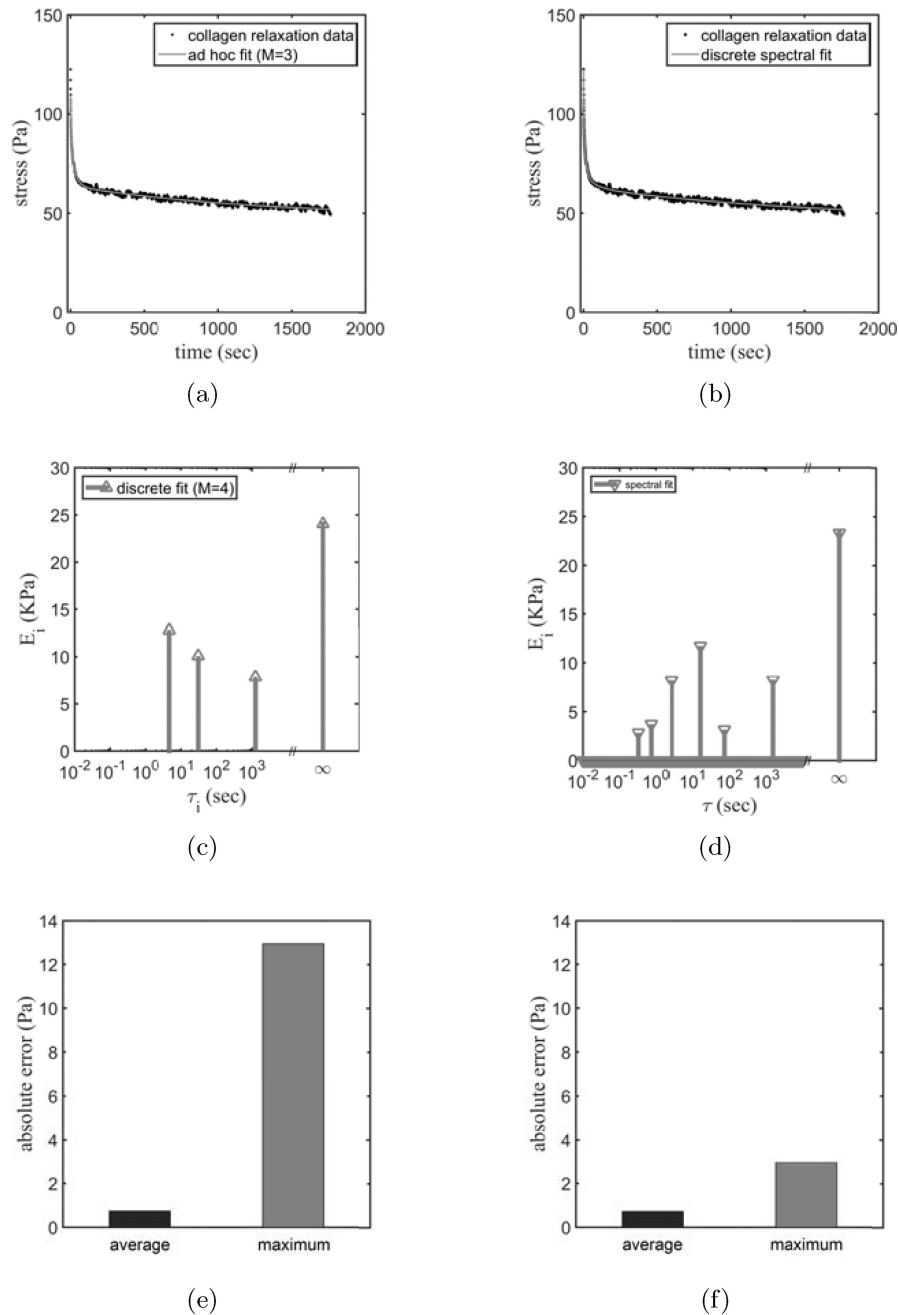 150
100
50
0
stress (Pa)
collagen relaxation data
ad hoc fit (M=3)
0 500 1000 1500 2000
time (sec)
(a)
150
100
50
0
stress (Pa)
collagen relaxation data
discrete spectral fit
0 500 1000 1500 2000
time (sec)
(b)
30
25
20
15
10
5
0
E_i (KPa)
discrete fit (M=4)
10^-2 10^-1 10^0 10^1 10^2 10^3 ∞
τ_i (sec)
(c)
30
25
20
15
10
5
0
E_i (KPa)
spectral fit
10^-2 10^-1 10^0 10^1 10^2 10^3 ∞
τ (sec)
(d)
14
12
10
8
6
4
2
0
absolute error (Pa)
average maximum
(e)
14
12
10
8
6
4
2
0
absolute error (Pa)
average maximum
(f)